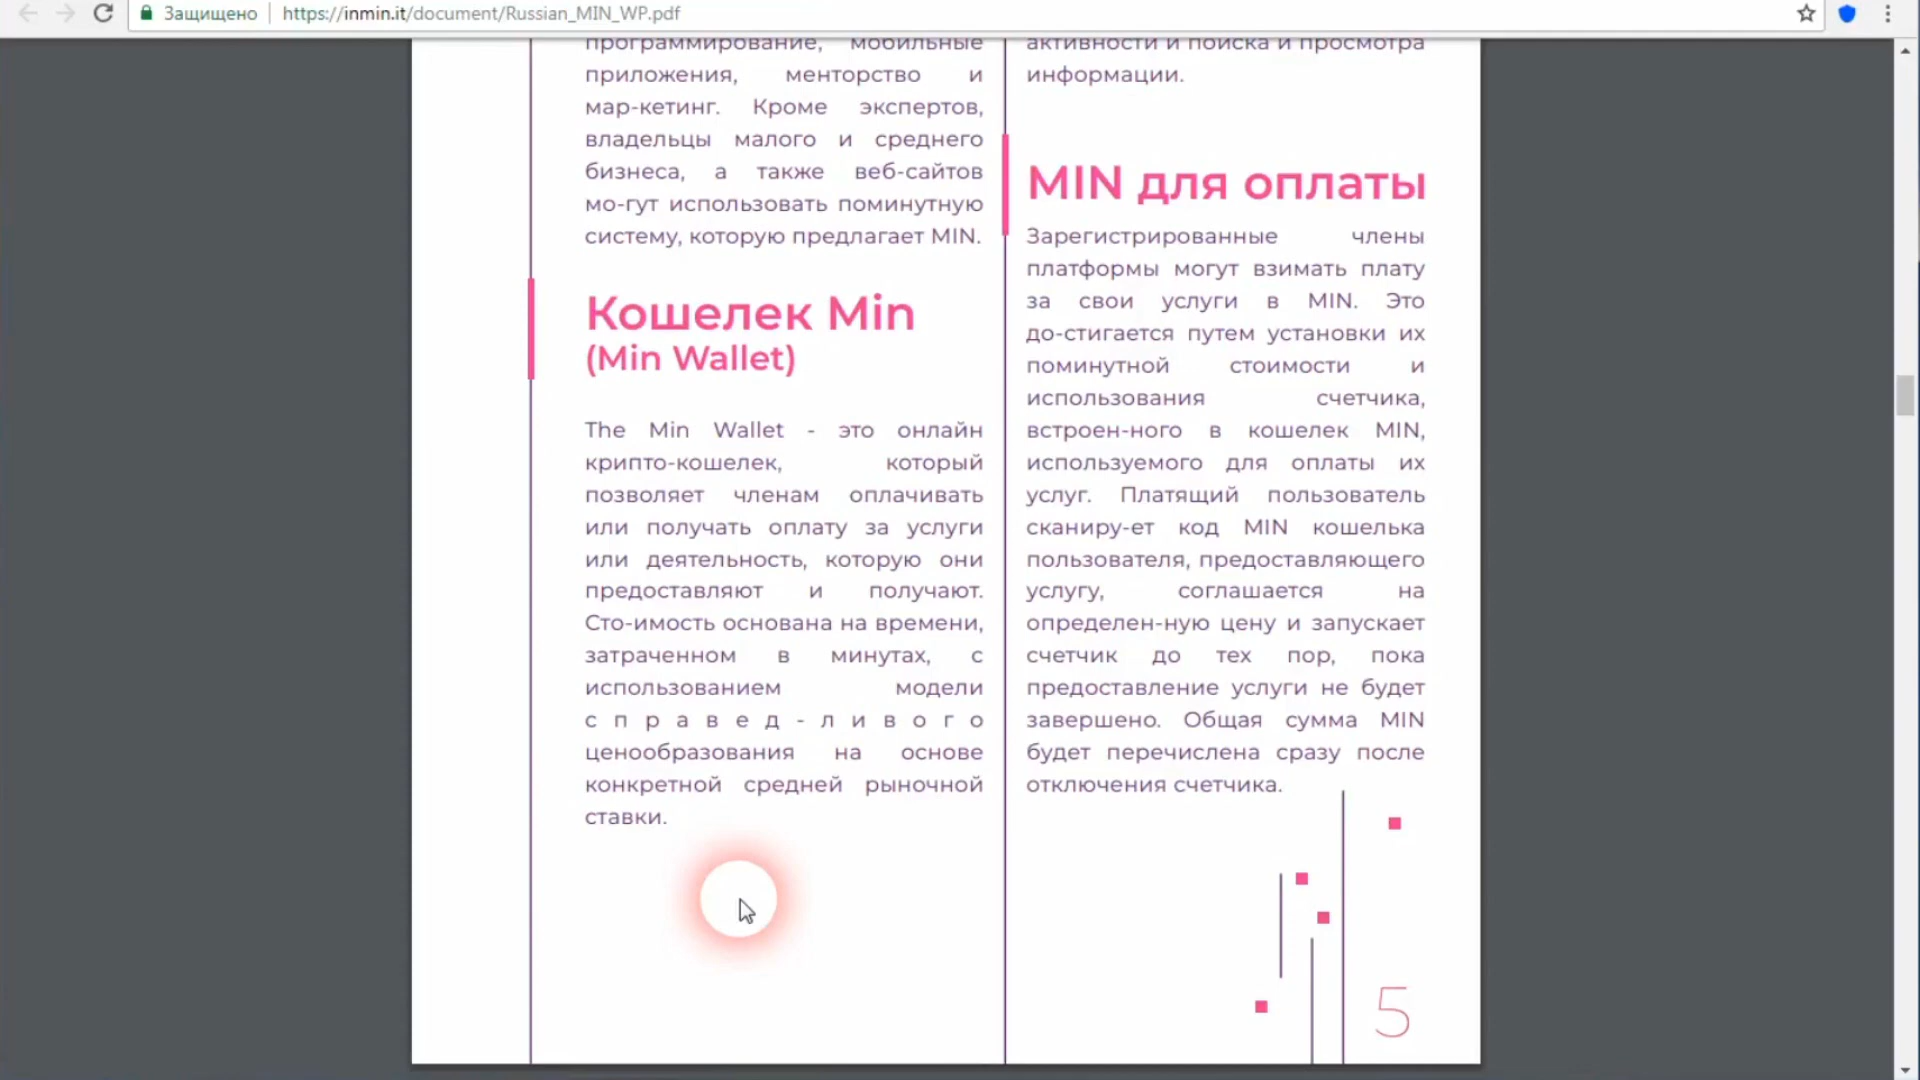 Защищено
https://inmin.it/document/Russian_MIN_WP.pdf
программирование, мобильные
приложения, менторство и
мар-кетинг. Кроме экспертов,
владельцы малого и среднего
бизнеса, а также веб-сайтов
мо-гут использовать поминутную
систему, которую предлагает MIN.
Кошелек Min
(Min Wallet)
The Min Wallet - это онлайн
крипто-кошелек, который
позволяет членам оплачивать
или получать оплату за услуги
или деятельность, которую они
предоставляют и получают.
Сто-имость основана на времени,
затраченном в минутах, с
использованием модели
с п р а в е д - л и в о г о
ценообразования на основе
конкретной средней рыночной
ставки.
активности и поиска и просмотра
информации.
MIN для оплаты
Зарегистрированные члены
платформы могут взимать плату
за свои услуги в MIN. Это
до-стигается путем установки их
поминутной стоимости и
использования счетчика,
встроен-ного в кошелек MIN,
используемого для оплаты их
услуг. Платящий пользователь
сканиру-ет код MIN кошелька
пользователя, предоставляющего
услугу, соглашается на
определен-ную цену и запускает
счетчик до тех пор, пока
предоставление услуги не будет
завершено. Общая сумма MIN
будет перечислена сразу после
отключения счетчика.
5